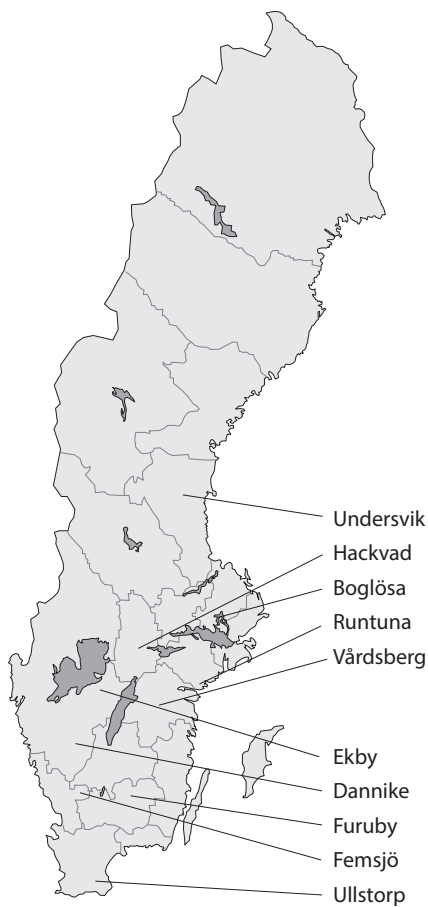 Undersvik
Hackvad
Boglösa
Runtuna
Vårdsberg
Ekby
Dannike
Furuby
Femsjö
Ullstorp